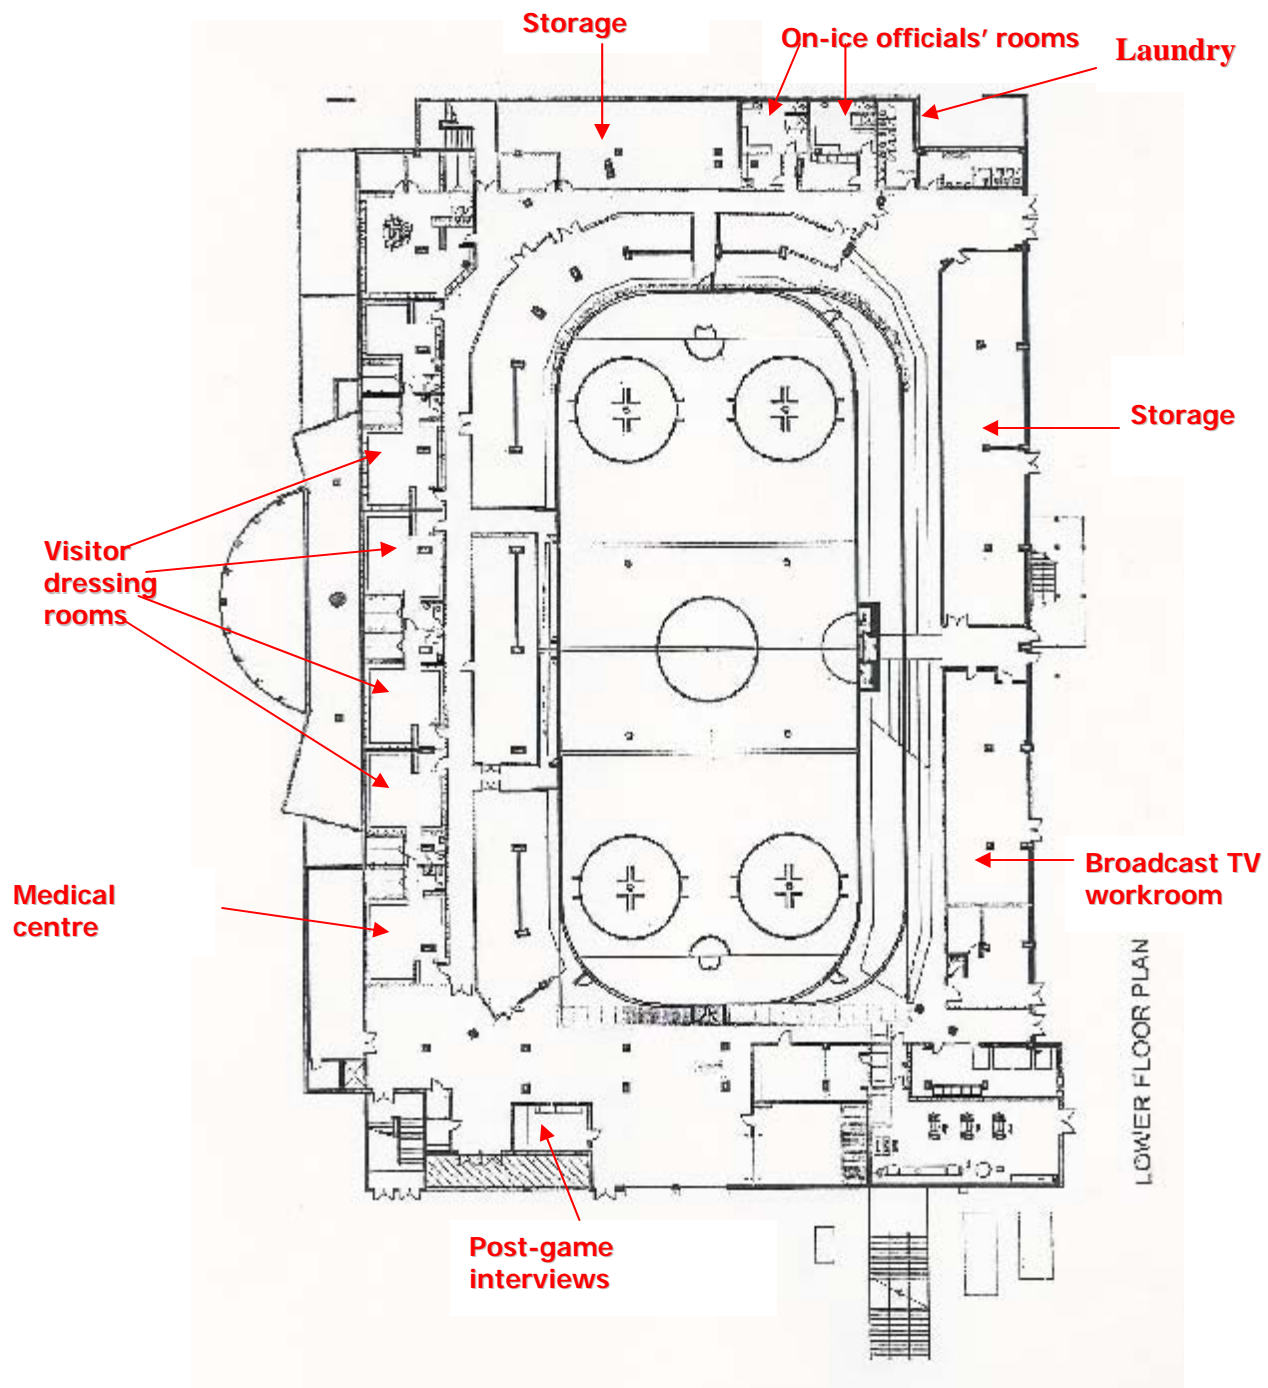 Storage
On-ice officials’ rooms
Laundry
Storage
Visitor
dressing
rooms
Broadcast TV
workroom
Medical
centre
LOWER FLOOR PLAN
Post-game
interviews